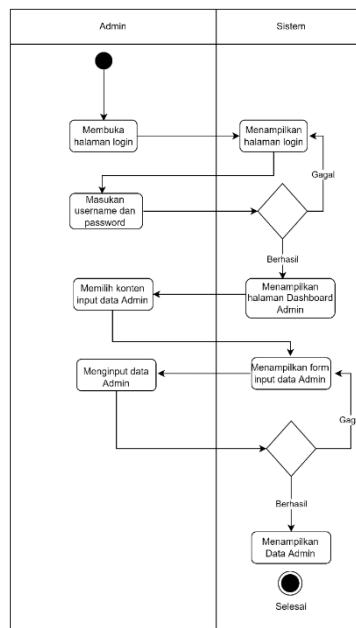 Admin
Sistem
Membuka
halaman login
Menampilkan
halaman login
Gagal
Masukan
username dan
password
Berhasil
Memilih konten
input data Admin
Menampilkan
halaman Dashboard
Admin
Menginput data
Admin
Menampilkan form
input data Admin
Gag
Berhasil
Menampilkan
Data Admin
Selesai